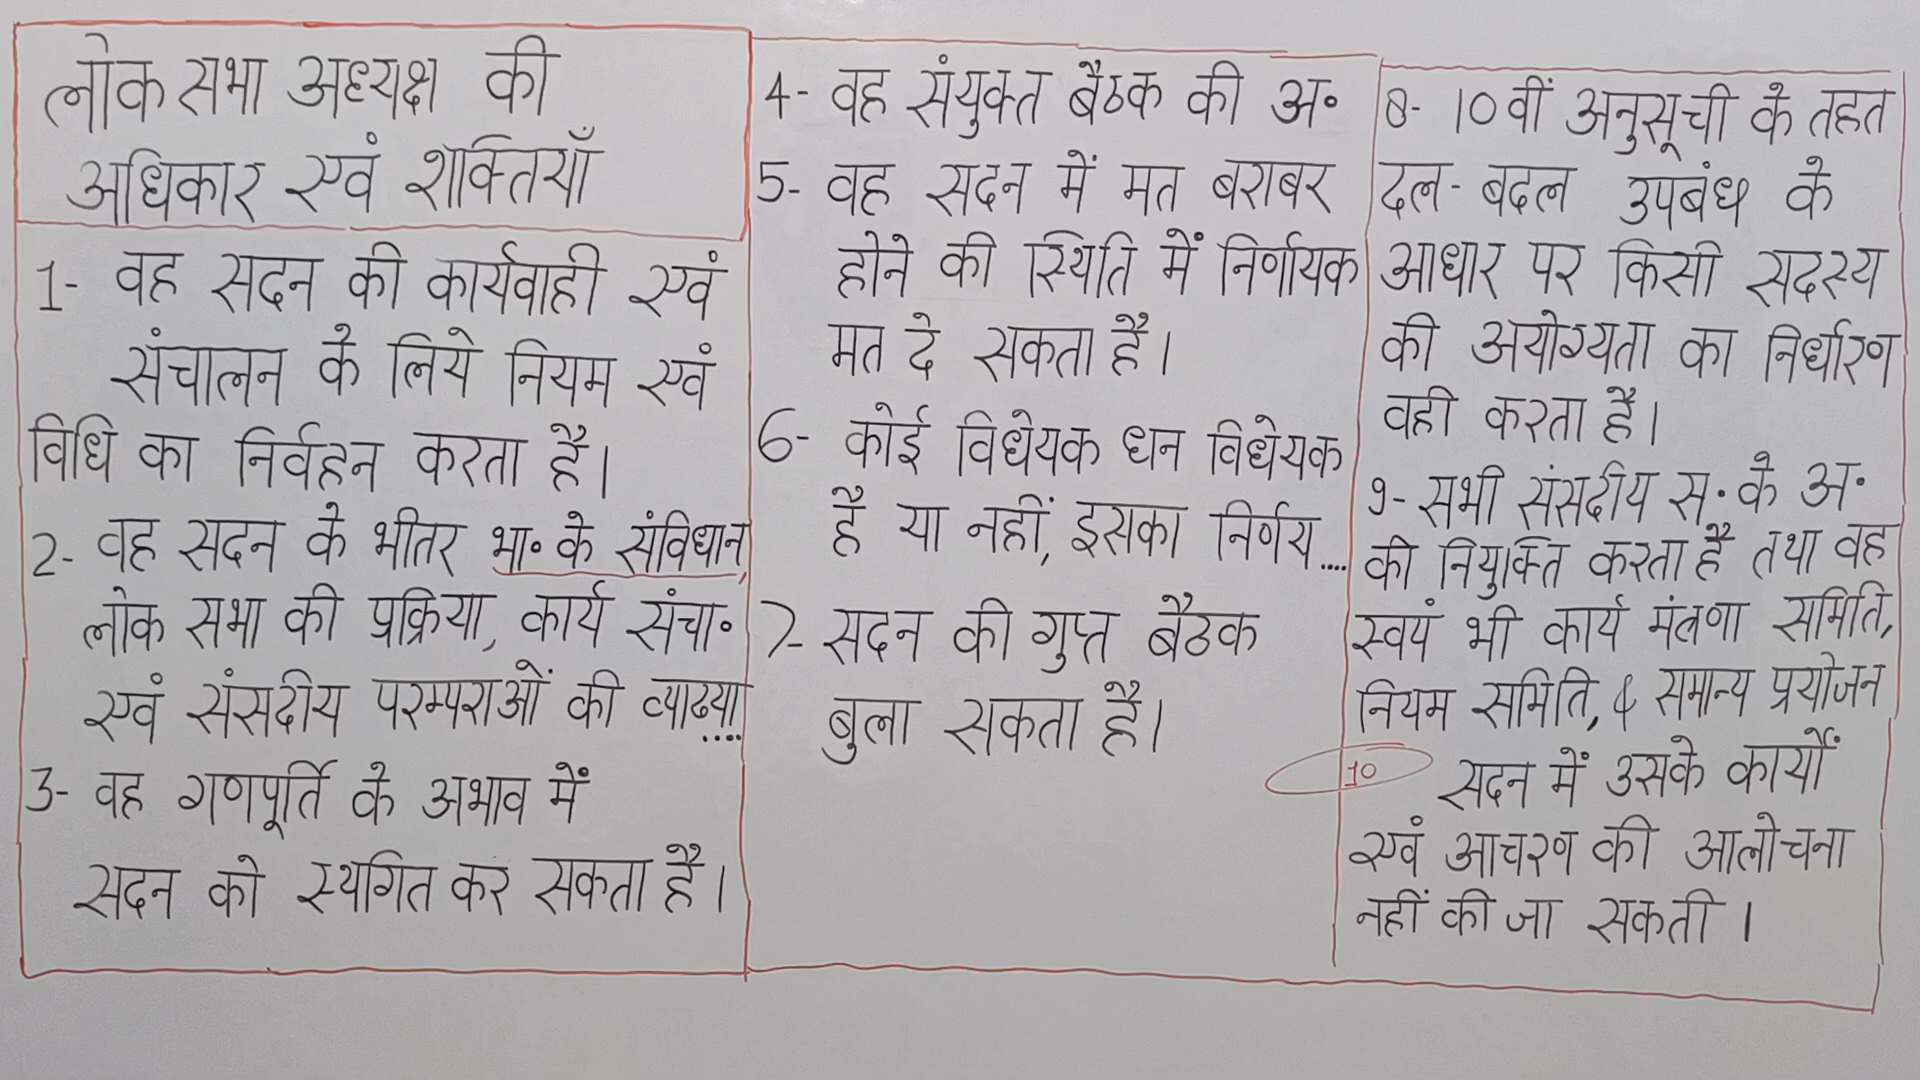 लोक सभा अध्यक्ष की
अधिकार एवं शक्तियाँ
1- वह सदन की कार्यवाही एवं
संचालन के लिये नियम एवं
विधि का निर्वहन करता है।
2- वह सदन के भीतर भा॰ के संविधान,
लोक सभा की प्रक्रिया, कार्य संचा॰
एवं संसदीय परम्पराओं की व्याख्या....
3- वह गणपूर्ति के अभाव में
सदन को स्थगित कर सकता है।
4- वह संयुक्त बैठक की अ॰
5- वह सदन में मत बराबर
होने की स्थिति में निर्णायक
मत दे सकता है।
6- कोई विधेयक धन विधेयक
है या नहीं, इसका निर्णय....
7- सदन की गुप्त बैठक
बुला सकता है।
8- 10वीं अनुसूची के तहत
दल-बदल उपबंध के
आधार पर किसी सदस्य
की अयोग्यता का निर्धारण
वही करता है।
9- सभी संसदीय स. के अ.
की नियुक्ति करता है तथा वह
स्वयं भी कार्य मंत्रणा समिति,
नियम समिति, & समान्य प्रयोजन
10 सदन में उसके कार्यों
एवं आचरण की आलोचना
नहीं की जा सकती।